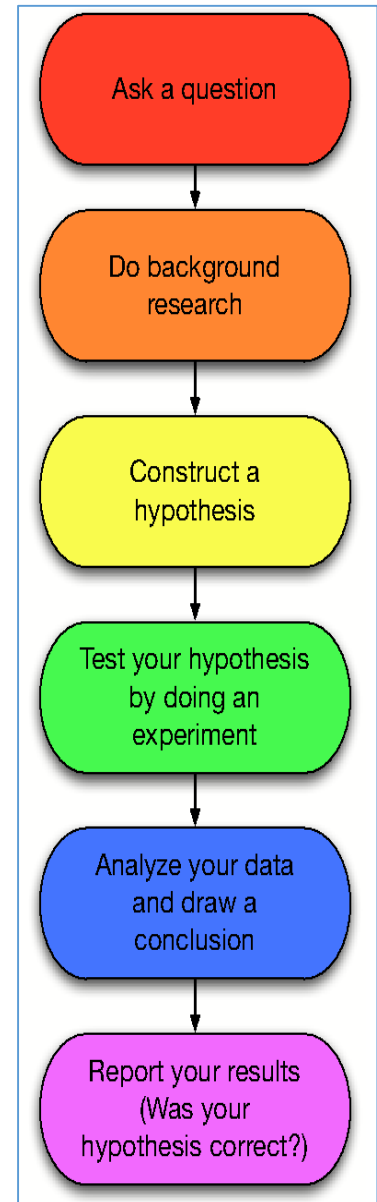 Ask a question
Do background
research
Construct a
hypothesis
Test your hypothesis
by doing an
experiment
Analyze your data
and draw a
conclusion
Report your results
(Was your
hypothesis correct?)